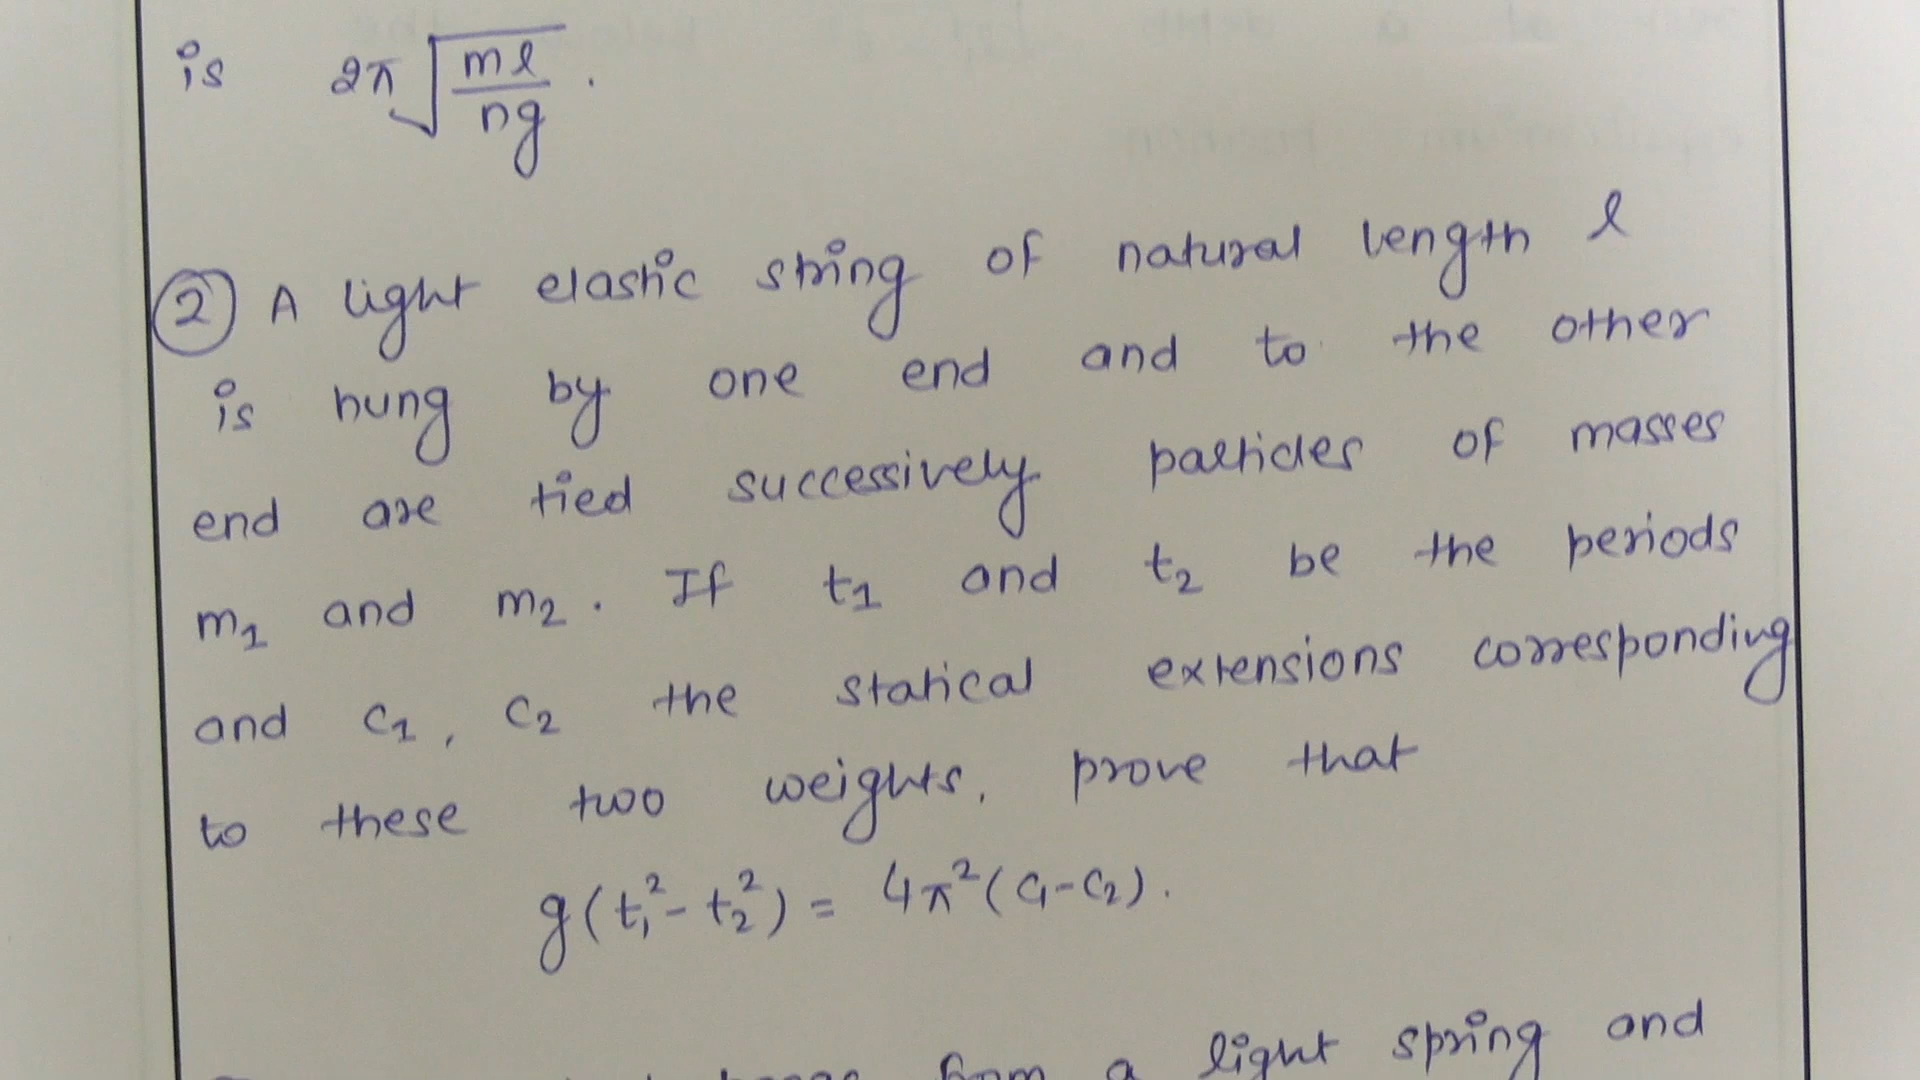 is 2π√(ml/ng).
② A light elastic string of natural length l
is hung by one end and to the other
end are tied successively particles of masses
m₁ and m₂. If t₁ and t₂ be the periods
and c₁, c₂ the statical extensions corresponding
to these two weights, prove that
g(t₁² - t₂²) = 4π²(c₁ - c₂).
from a light spring and